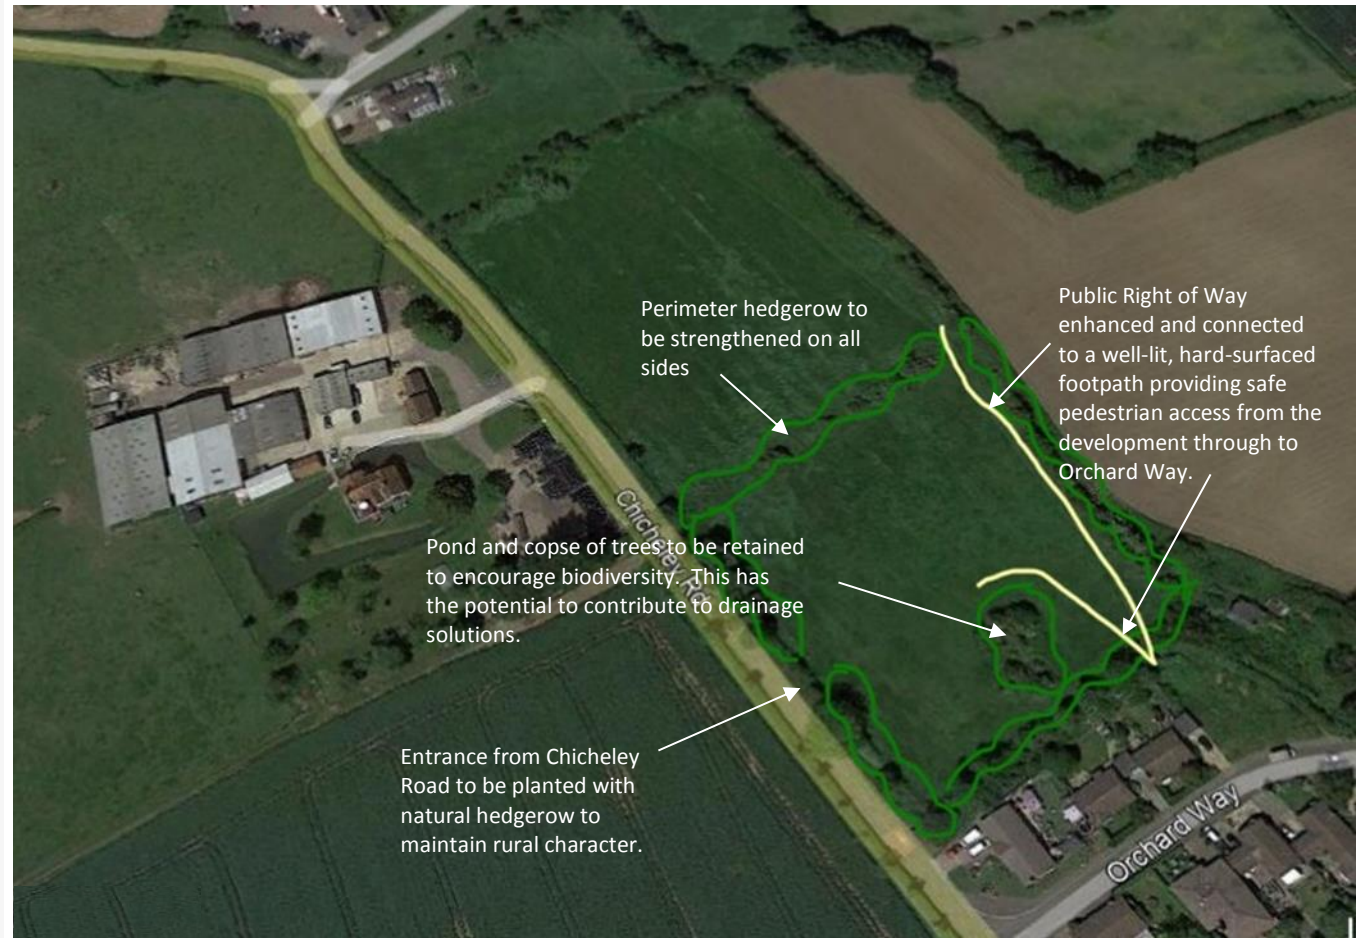 Perimeter hedgerow to
be strengthened on all
sides
Public Right of Way
enhanced and connected
to a well-lit, hard-surfaced
footpath providing safe
pedestrian access from the
development through to
Orchard Way.
Chicheley Rd
Pond and copse of trees to be retained
to encourage biodiversity.  This has
the potential to contribute to drainage
solutions.
Entrance from Chicheley
Road to be planted with
natural hedgerow to
maintain rural character.
Orchard Way